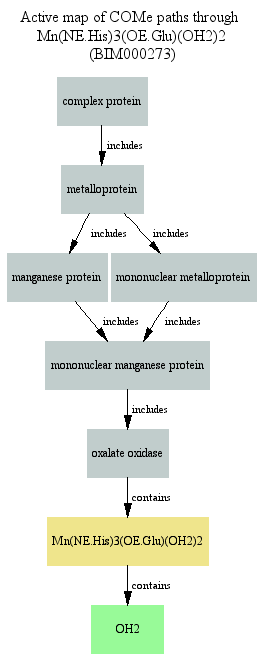 Active map of COMe paths through
Mn(NE.His)3(OE.Glu)(OH2)2
(BIM000273)
complex protein
includes
metalloprotein
includes
includes
manganese protein
mononuclear metalloprotein
includes
includes
mononuclear manganese protein
includes
oxalate oxidase
contains
Mn(NE.His)3(OE.Glu)(OH2)2
contains
OH2